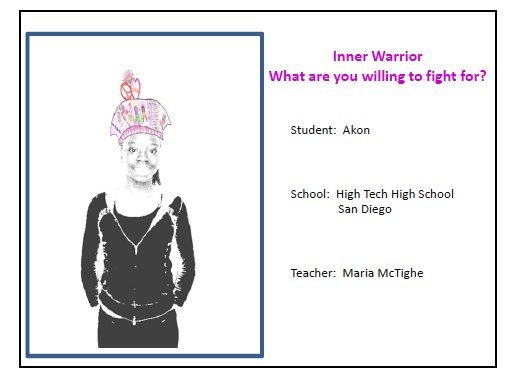 Inner Warrior
What are you willing to fight for?
Student:  Akon
School:  High Tech High School
San Diego
Teacher:  Maria McTighe